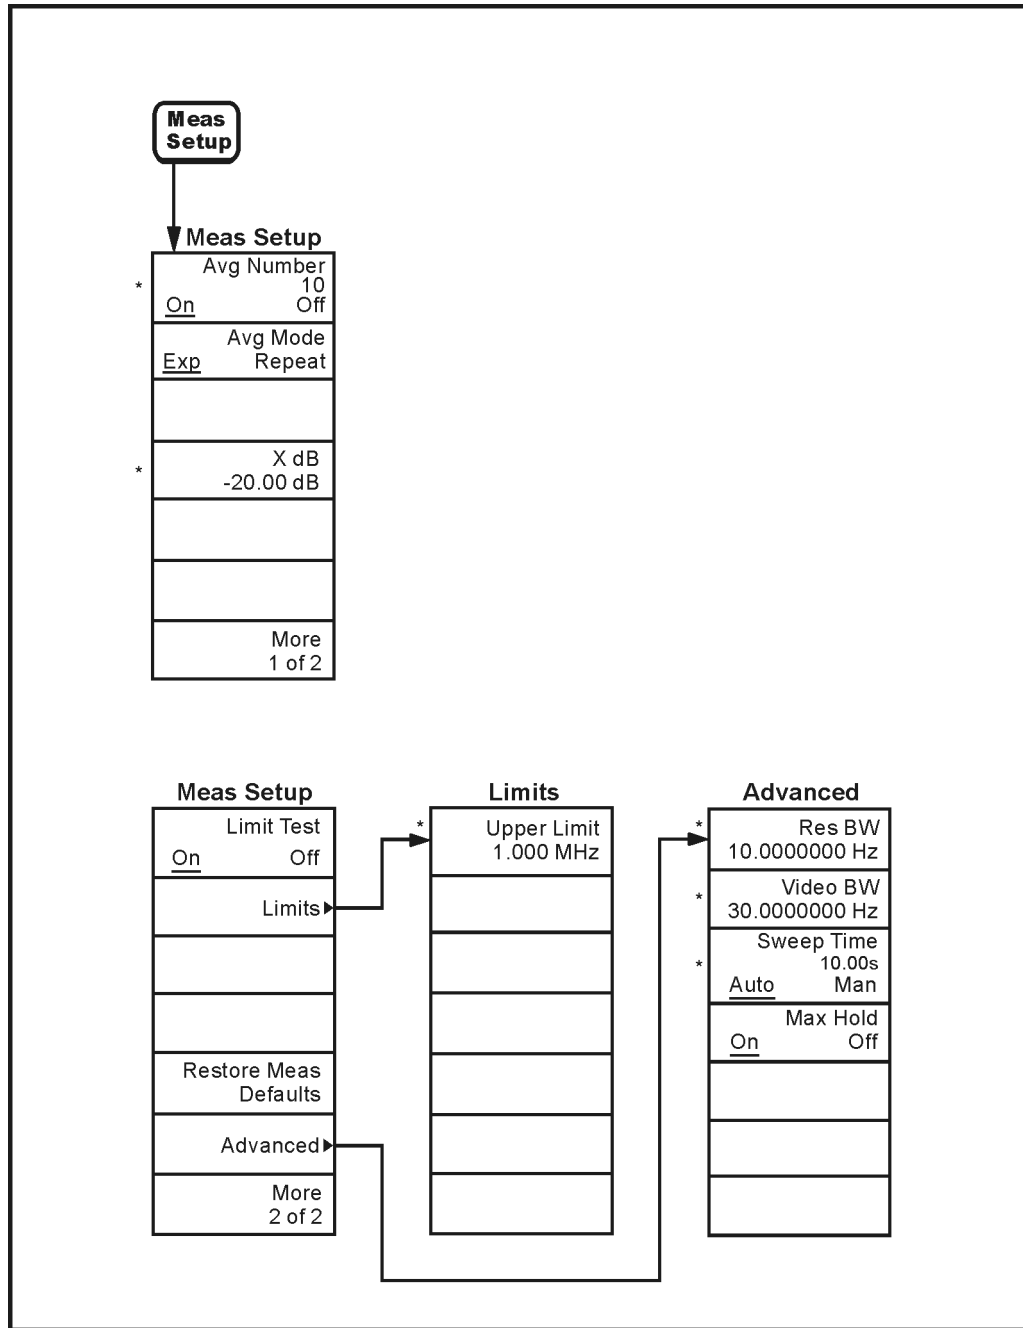 Meas
Setup
Meas Setup
Avg Number
* 10
On Off
Avg Mode
Exp Repeat
X dB
* -20.00 dB
More
1 of 2
Meas Setup
Limit Test
On Off
Limits
Restore Meas
Defaults
Advanced
More
2 of 2
Limits
* Upper Limit
1.000 MHz
Advanced
* Res BW
10.0000000 Hz
Video BW
* 30.0000000 Hz
Sweep Time
* 10.00s
Auto Man
Max Hold
On Off